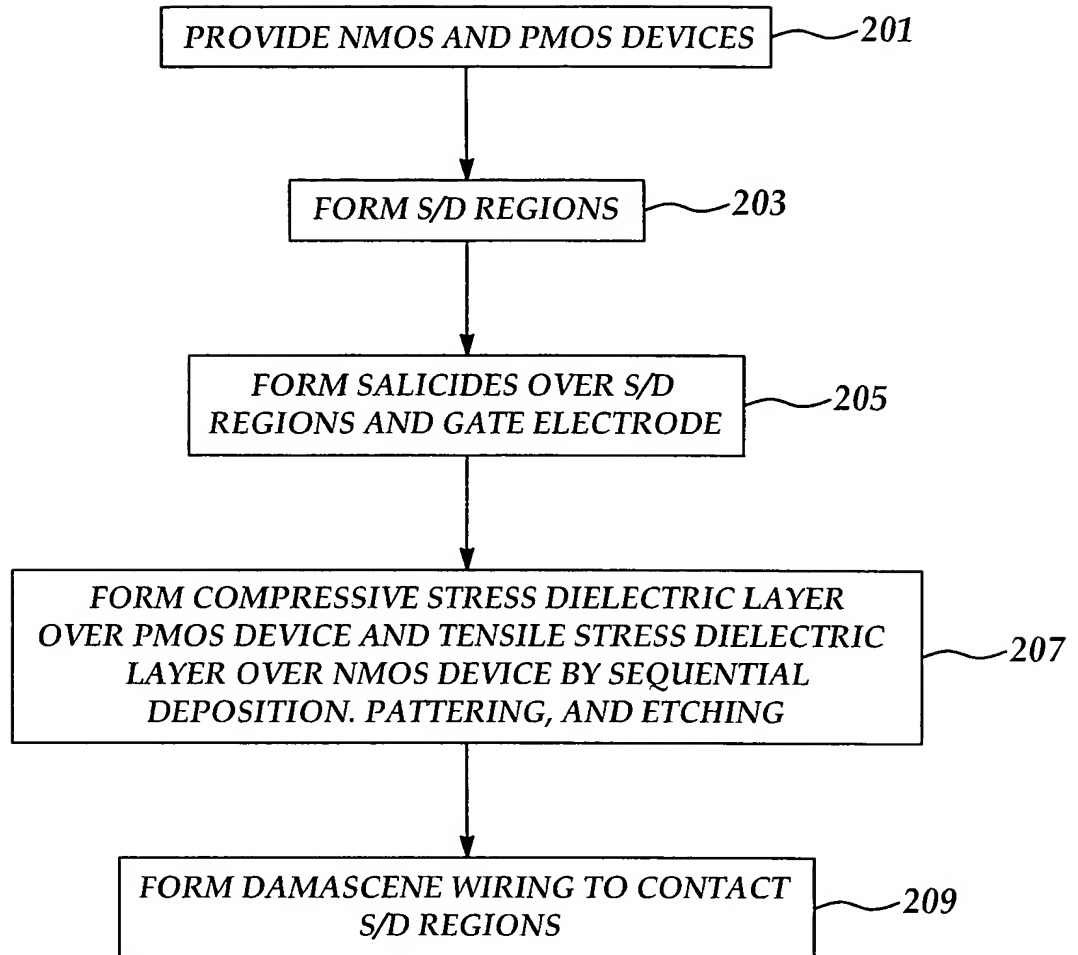 PROVIDE NMOS AND PMOS DEVICES
201
FORM S/D REGIONS
203
FORM SALICIDES OVER S/D
REGIONS AND GATE ELECTRODE
205
FORM COMPRESSIVE STRESS DIELECTRIC LAYER
OVER PMOS DEVICE AND TENSILE STRESS DIELECTRIC
LAYER OVER NMOS DEVICE BY SEQUENTIAL
DEPOSITION. PATTERING, AND ETCHING
207
FORM DAMASCENE WIRING TO CONTACT
S/D REGIONS
209